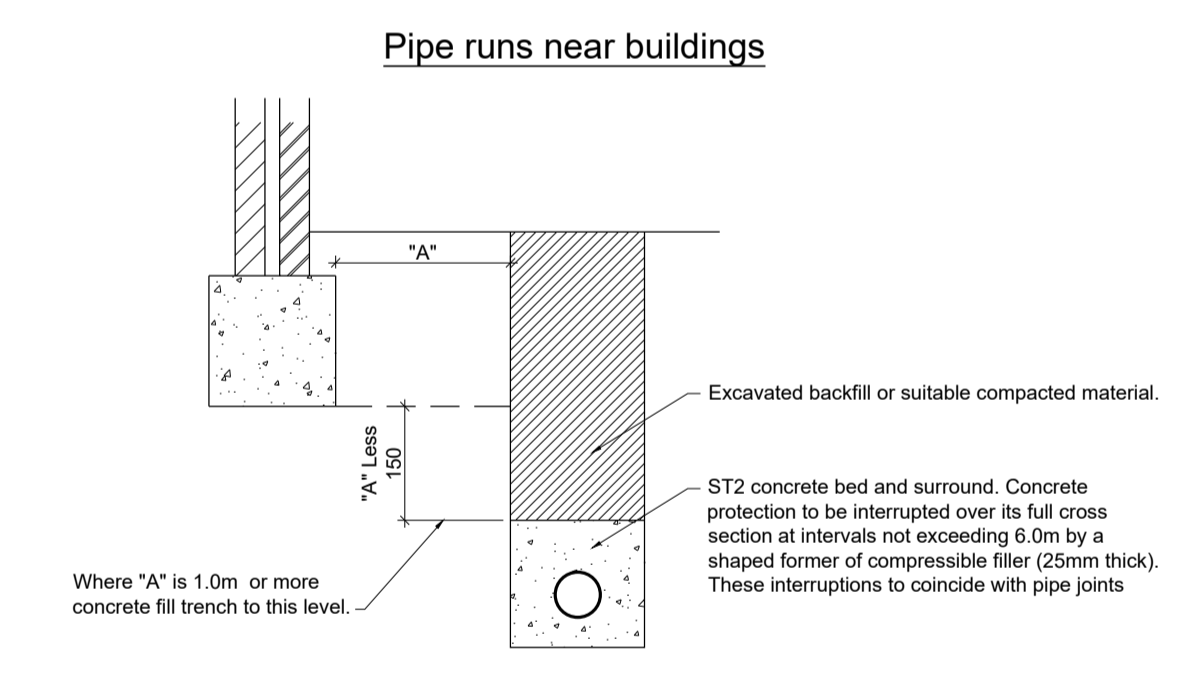 Pipe runs near buildings
"A"
Excavated backfill or suitable compacted material.
"A" Less
150
ST2 concrete bed and surround. Concrete
protection to be interrupted over its full cross
section at intervals not exceeding 6.0m by a
shaped former of compressible filler (25mm thick).
These interruptions to coincide with pipe joints
Where "A" is 1.0m or more
concrete fill trench to this level.